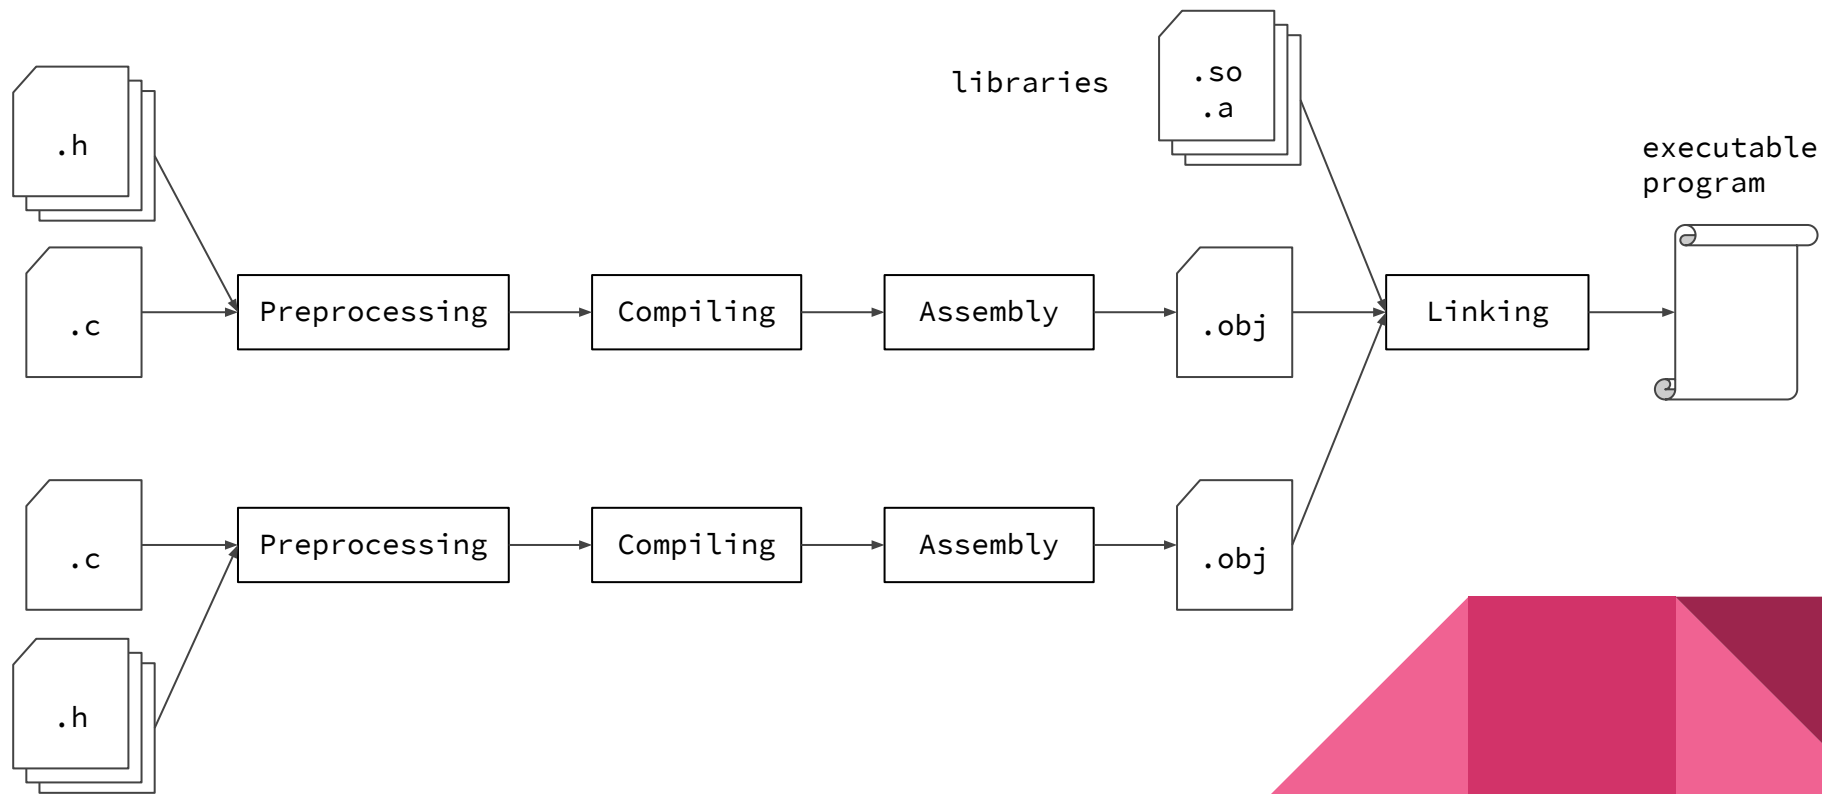 libraries
.so
.a
.h
executable
program
.c
Preprocessing
Compiling
Assembly
.obj
Linking
.c
Preprocessing
Compiling
Assembly
.obj
.h